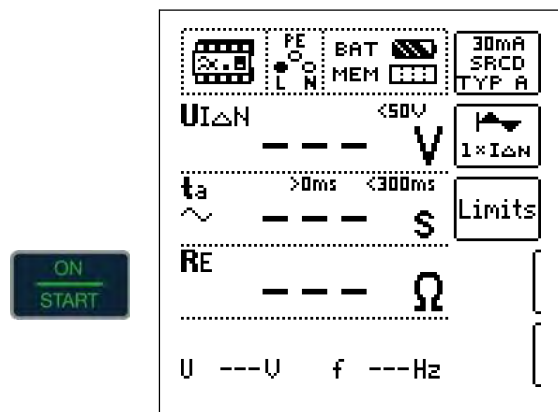 PE
BAT
30mA
SRCD
TYP A
L N
MEM
UI△N <50V
--- V
1×I△N
ta >0ms <300ms
~ --- s
Limits
RE
--- Ω
ON
START
U ---V f ---Hz